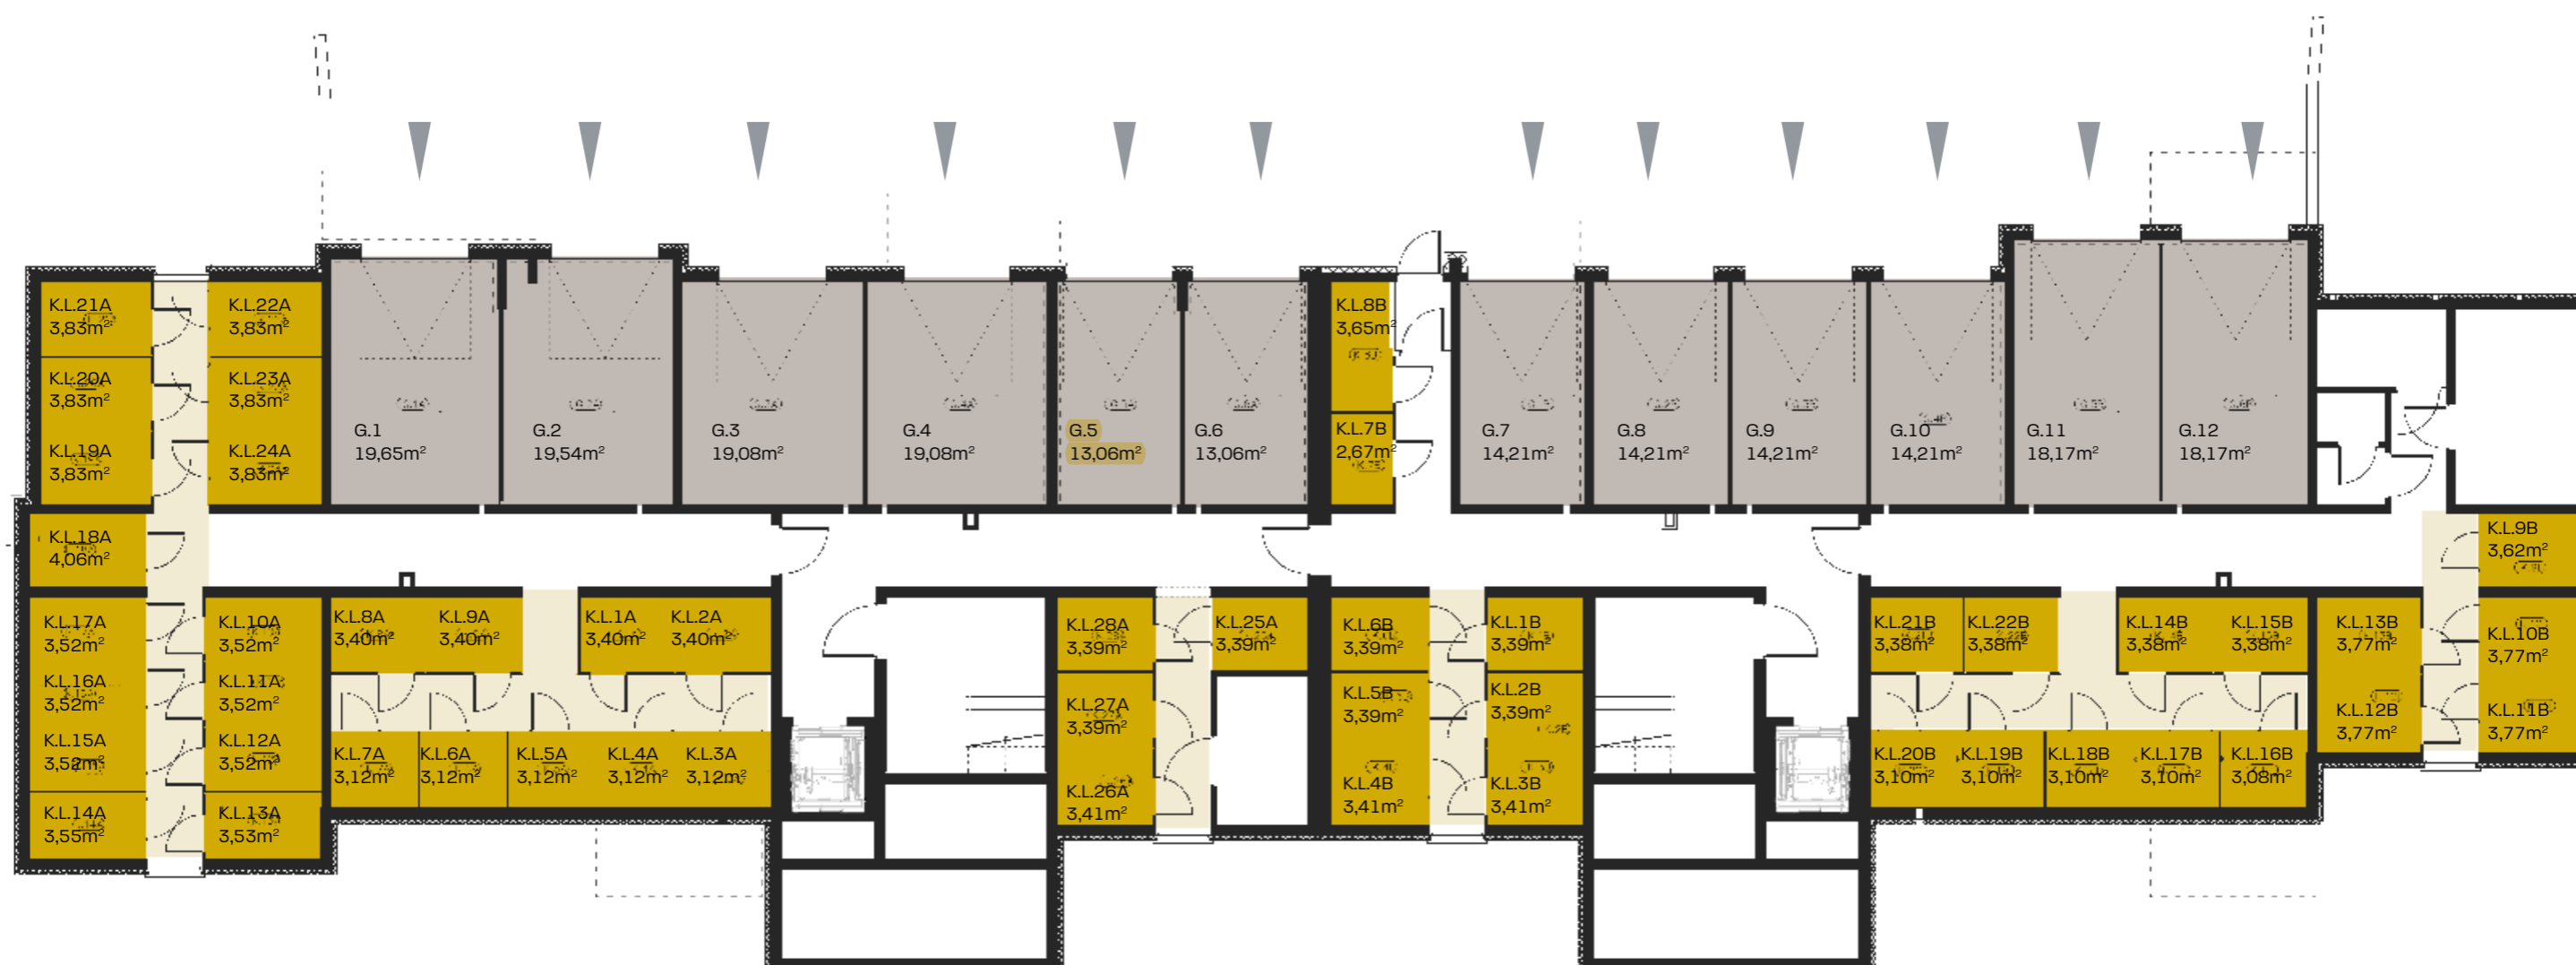 K.L.21A
3,83m²
K.L.22A
3,83m²
K.L.20A
3,83m²
K.L.23A
3,83m²
K.L.19A
3,83m²
K.L.24A
3,83m²
G.1
19,65m²
G.2
19,54m²
G.3
19,08m²
G.4
19,08m²
G.5
13,06m²
G.6
13,06m²
K.L.8B
3,65m²
K.L.7B
2,67m²
G.7
14,21m²
G.8
14,21m²
G.9
14,21m²
G.10
14,21m²
G.11
18,17m²
G.12
18,17m²
K.L.18A
4,06m²
K.L.9B
3,62m²
K.L.17A
3,52m²
K.L.10A
3,52m²
K.L.16A
3,52m²
K.L.11A
3,52m²
K.L.15A
3,52m²
K.L.12A
3,52m²
K.L.14A
3,55m²
K.L.13A
3,53m²
K.L.8A
3,40m²
K.L.9A
3,40m²
K.L.1A
3,40m²
K.L.2A
3,40m²
K.L.7A
3,12m²
K.L.6A
3,12m²
K.L.5A
3,12m²
K.L.4A
3,12m²
K.L.3A
3,12m²
K.L.28A
3,39m²
K.L.25A
3,39m²
K.L.27A
3,39m²
K.L.26A
3,41m²
K.L.6B
3,39m²
K.L.1B
3,39m²
K.L.5B
3,39m²
K.L.2B
3,39m²
K.L.4B
3,41m²
K.L.3B
3,41m²
K.L.21B
3,38m²
K.L.22B
3,38m²
K.L.14B
3,38m²
K.L.15B
3,38m²
K.L.20B
3,10m²
K.L.19B
3,10m²
K.L.18B
3,10m²
K.L.17B
3,10m²
K.L.16B
3,08m²
K.L.13B
3,77m²
K.L.10B
3,77m²
K.L.12B
3,77m²
K.L.11B
3,77m²